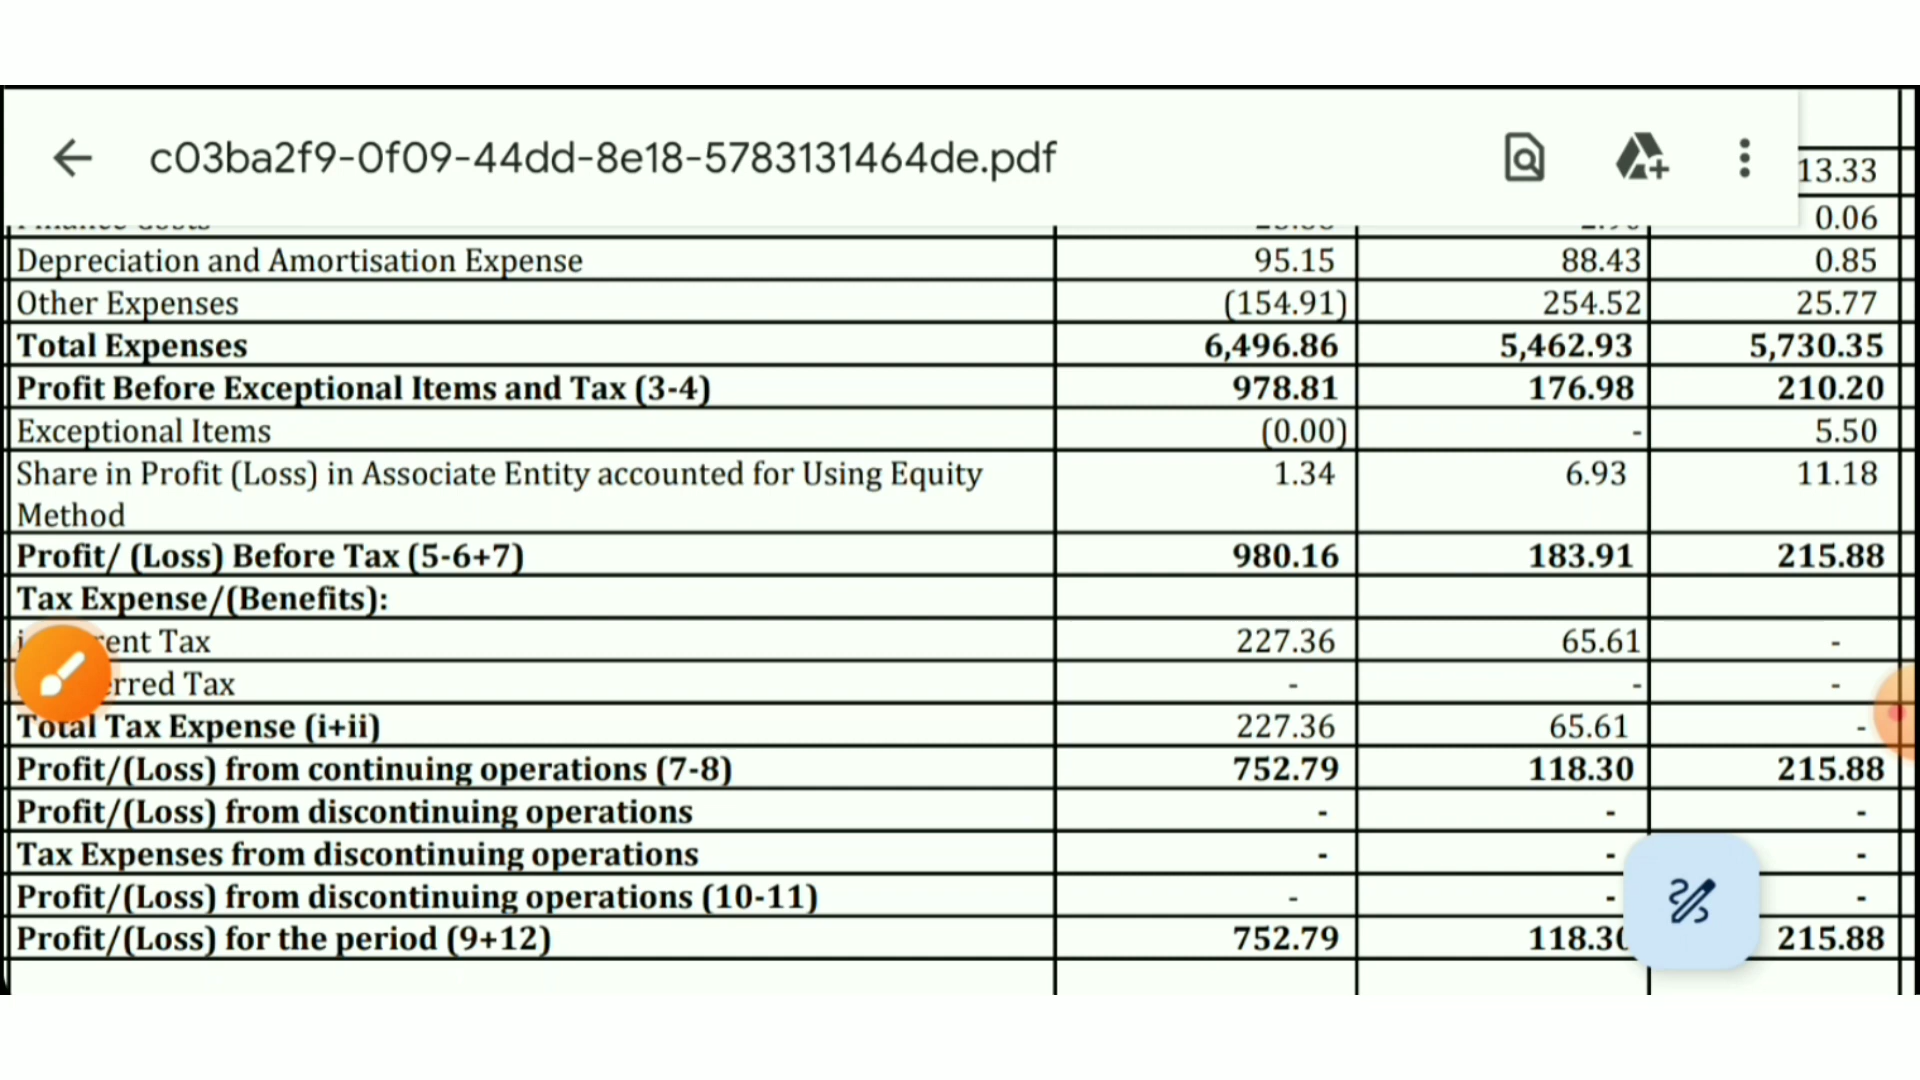 c03ba2f9-0f09-44dd-8e18-5783131464de.pdf
13.33
0.06
Depreciation and Amortisation Expense 95.15 88.43 0.85
Other Expenses (154.91) 254.52 25.77
Total Expenses 6,496.86 5,462.93 5,730.35
Profit Before Exceptional Items and Tax (3-4) 978.81 176.98 210.20
Exceptional Items (0.00) - 5.50
Share in Profit (Loss) in Associate Entity accounted for Using Equity 1.34 6.93 11.18
Method
Profit/ (Loss) Before Tax (5-6+7) 980.16 183.91 215.88
Tax Expense/(Benefits):
Tax 227.36 65.61 -
Tax - - -
Total Tax Expense (i+ii) 227.36 65.61 -
Profit/(Loss) from continuing operations (7-8) 752.79 118.30 215.88
Profit/(Loss) from discontinuing operations - - -
Tax Expenses from discontinuing operations - - -
Profit/(Loss) from discontinuing operations (10-11) - - -
Profit/(Loss) for the period (9+12) 752.79 118.30 215.88